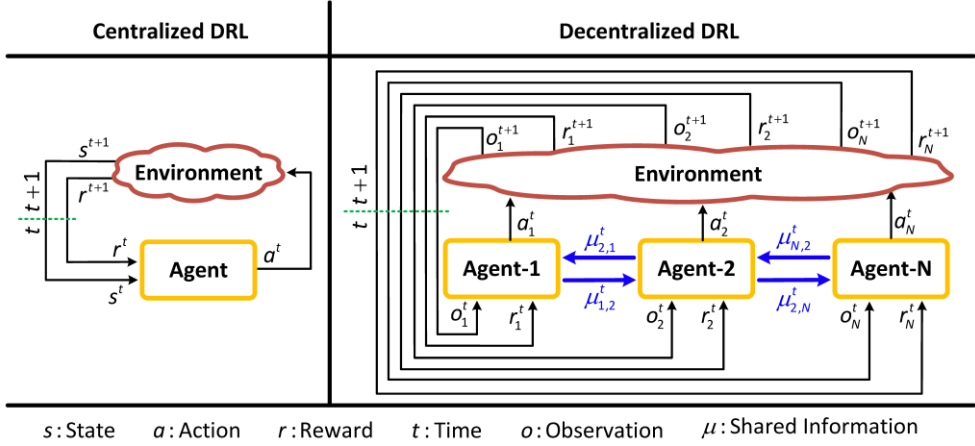 Centralized DRL
Decentralized DRL
s^{t+1}
Environment
r^{t+1}
t t+1
r^t
Agent
a^t
s^t
o_1^{t+1} r_1^{t+1} o_2^{t+1} r_2^{t+1} o_N^{t+1} r_N^{t+1}
Environment
t t+1
a_1^t a_2^t a_N^t
Agent-1 μ_{2,1}^t Agent-2 μ_{N,2}^t Agent-N
μ_{1,2}^t μ_{2,N}^t
o_1^t r_1^t o_2^t r_2^t o_N^t r_N^t
s: State a: Action r: Reward t: Time o: Observation μ: Shared Information